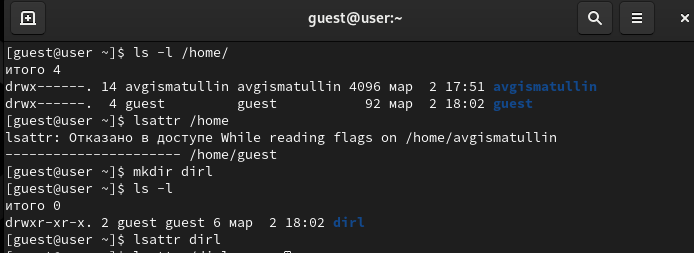 guest@user:~
[guest@user ~]$ ls -l /home/
итого 4
drwx------. 14 avgismatullin avgismatullin 4096 мар  2 17:51 avgismatullin
drwx------.  4 guest         guest           92 мар  2 18:02 guest
[guest@user ~]$ lsattr /home
lsattr: Отказано в доступе While reading flags on /home/avgismatullin
---------------------- /home/guest
[guest@user ~]$ mkdir dirl
[guest@user ~]$ ls -l
итого 0
drwxr-xr-x. 2 guest guest 6 мар  2 18:02 dirl
[guest@user ~]$ lsattr dirl